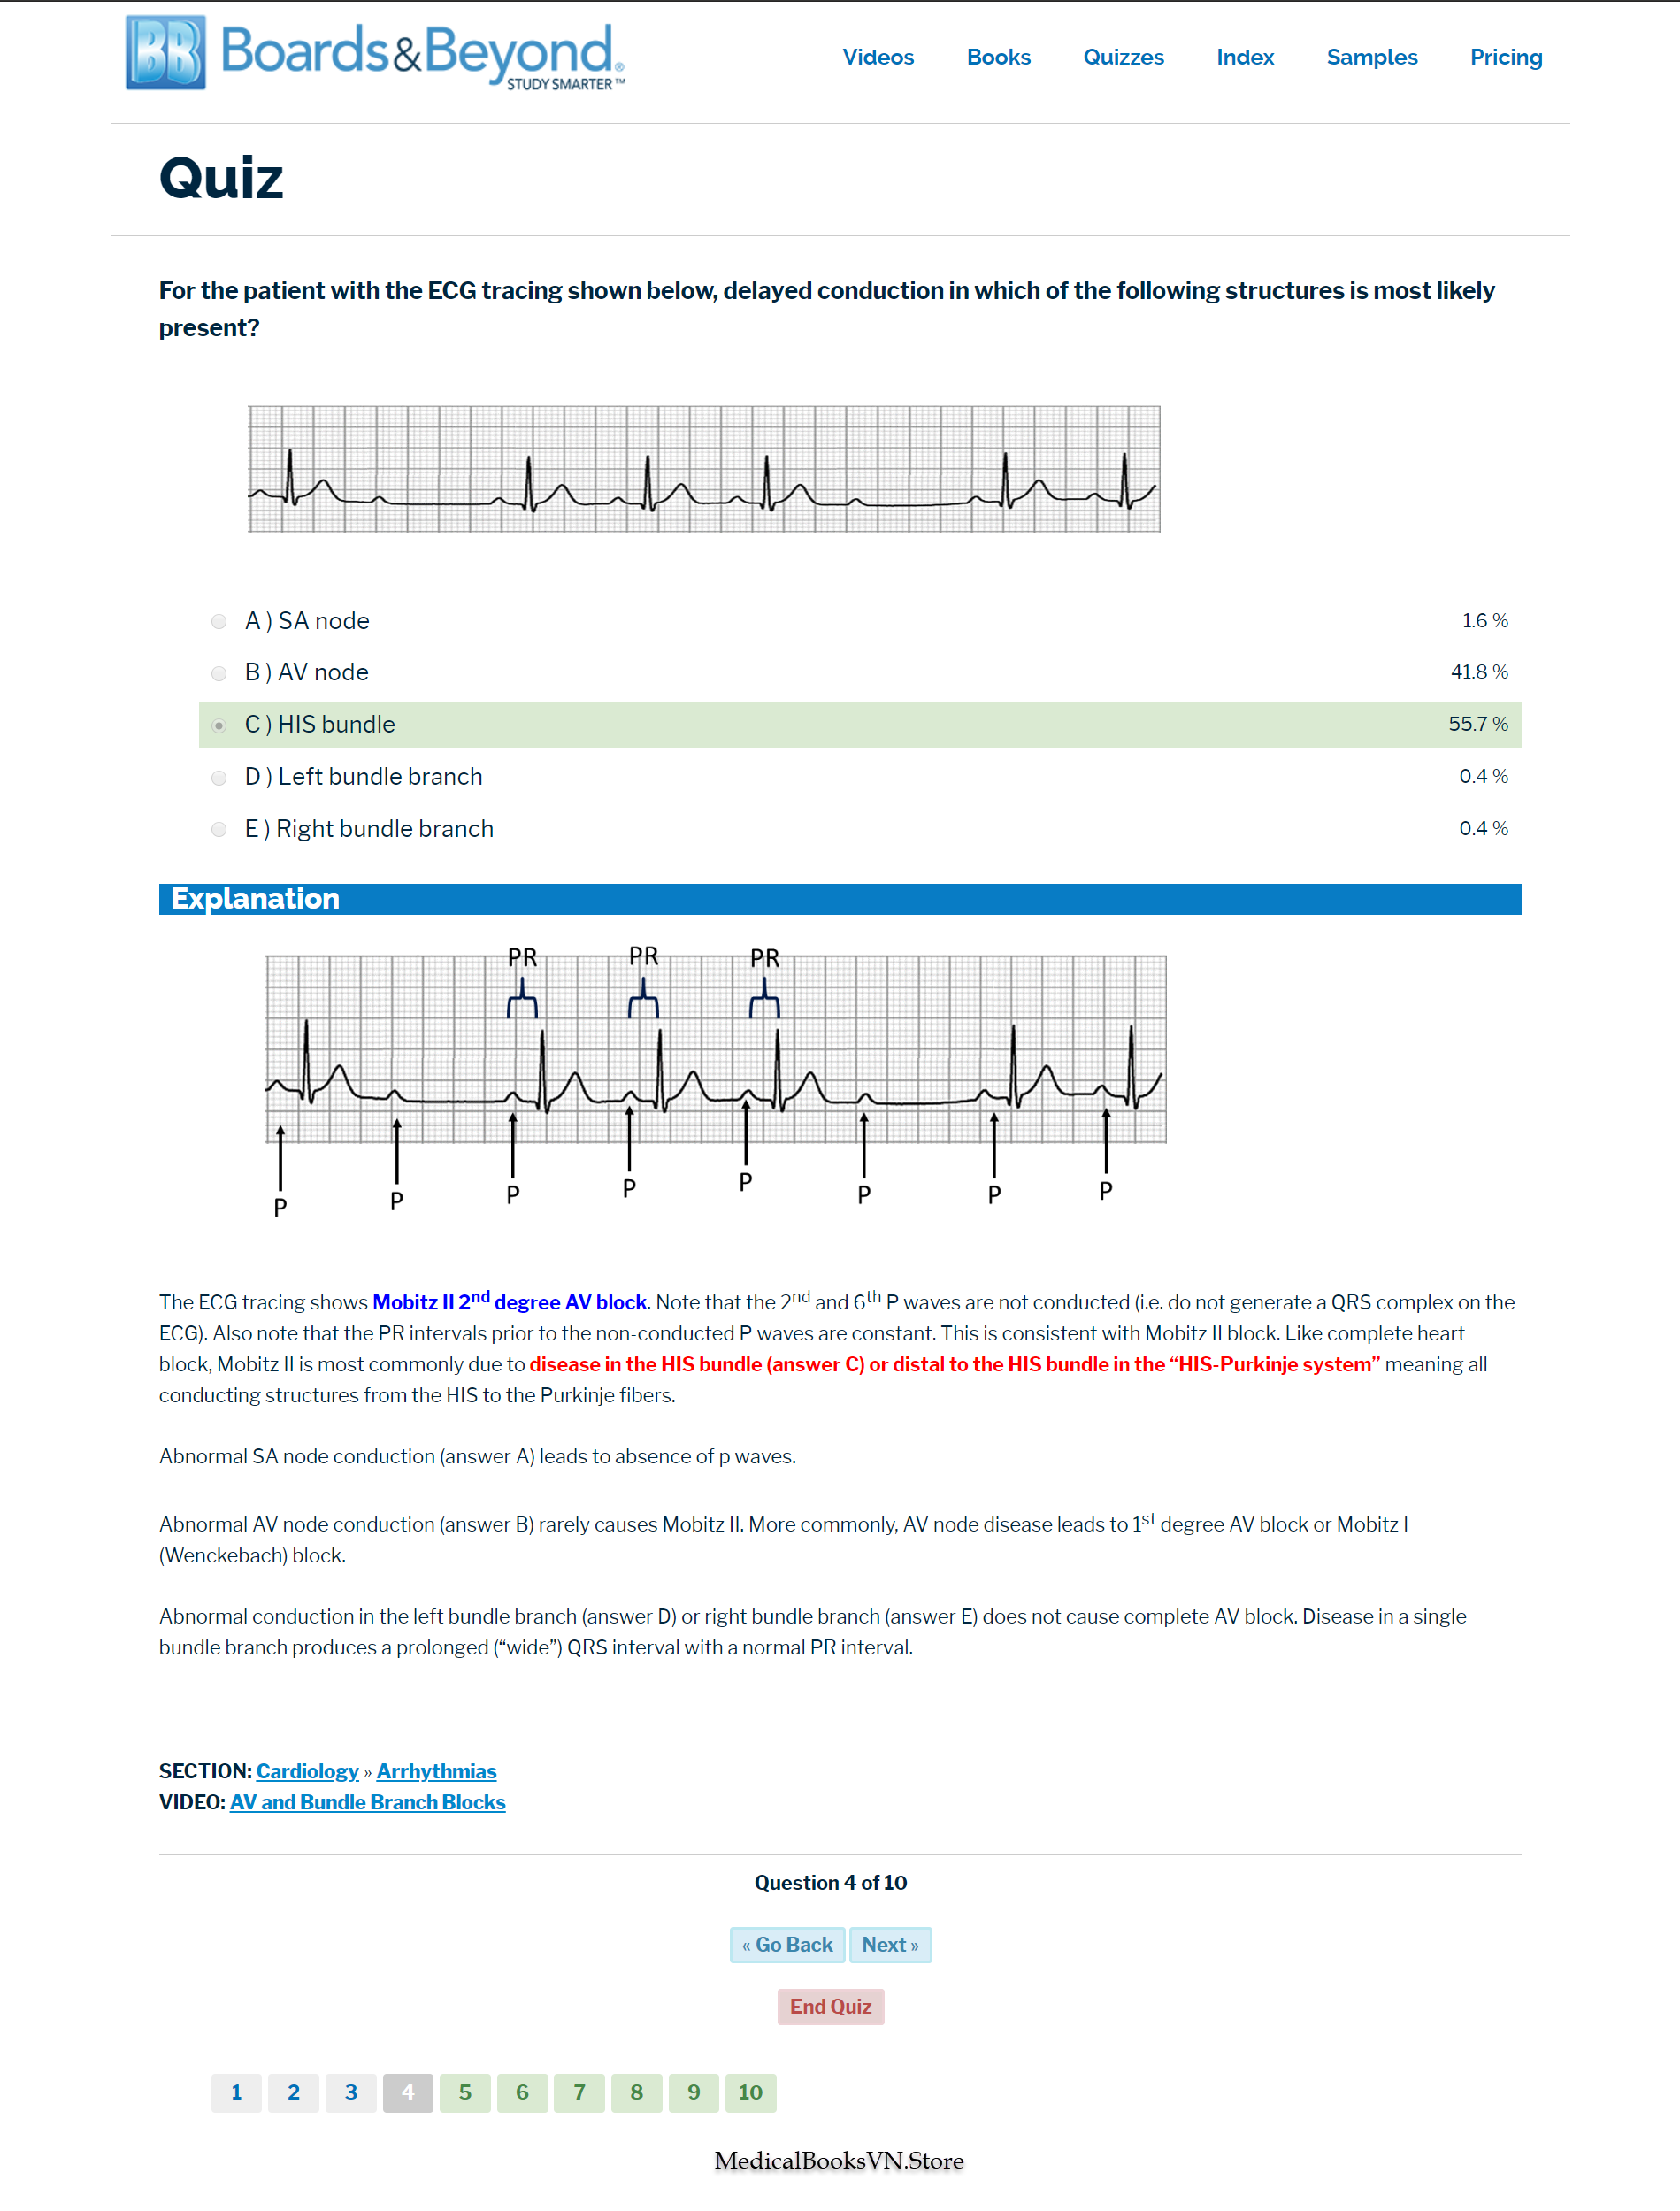 BB Boards&Beyond®
STUDY SMARTER™
Videos Books Quizzes Index Samples Pricing
Quiz
For the patient with the ECG tracing shown below, delayed conduction in which of the following structures is most likely
present?
A ) SA node 1.6 %
B ) AV node 41.8 %
C ) HIS bundle 55.7 %
D ) Left bundle branch 0.4 %
E ) Right bundle branch 0.4 %
Explanation
PR PR PR
P P P P P P P P
The ECG tracing shows Mobitz II 2nd degree AV block. Note that the 2nd and 6th P waves are not conducted (i.e. do not generate a QRS complex on the
ECG). Also note that the PR intervals prior to the non-conducted P waves are constant. This is consistent with Mobitz II block. Like complete heart
block, Mobitz II is most commonly due to disease in the HIS bundle (answer C) or distal to the HIS bundle in the “HIS-Purkinje system” meaning all
conducting structures from the HIS to the Purkinje fibers.
Abnormal SA node conduction (answer A) leads to absence of p waves.
Abnormal AV node conduction (answer B) rarely causes Mobitz II. More commonly, AV node disease leads to 1st degree AV block or Mobitz I
(Wenckebach) block.
Abnormal conduction in the left bundle branch (answer D) or right bundle branch (answer E) does not cause complete AV block. Disease in a single
bundle branch produces a prolonged (“wide”) QRS interval with a normal PR interval.
SECTION: Cardiology » Arrhythmias
VIDEO: AV and Bundle Branch Blocks
Question 4 of 10
« Go Back Next »
End Quiz
1 2 3 4 5 6 7 8 9 10
MedicalBooksVN.Store